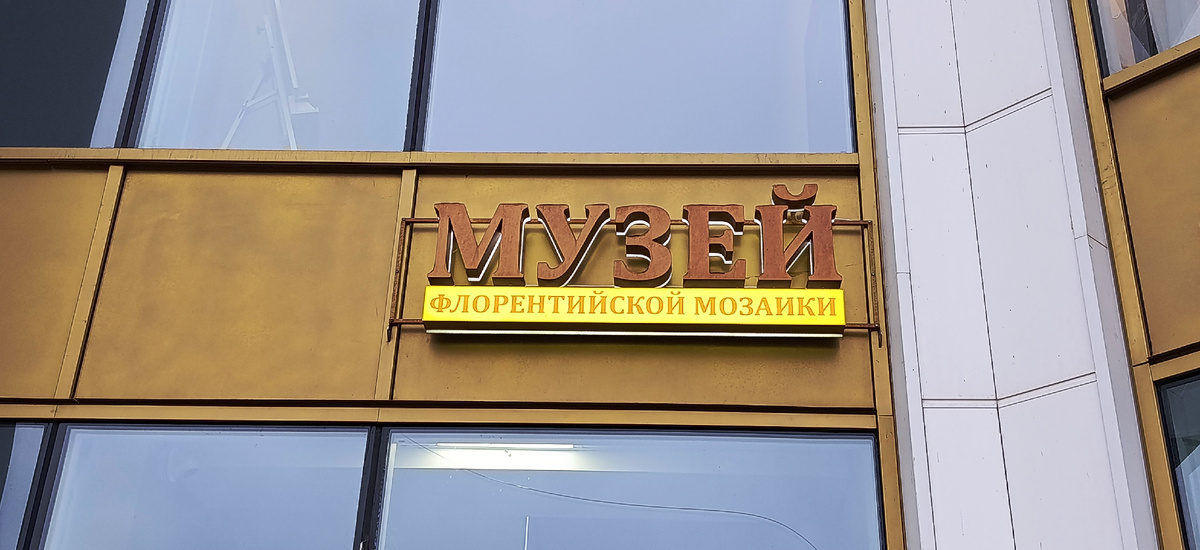 МУЗЕЙ
ФЛОРЕНТИЙСКОЙ МОЗАИКИ